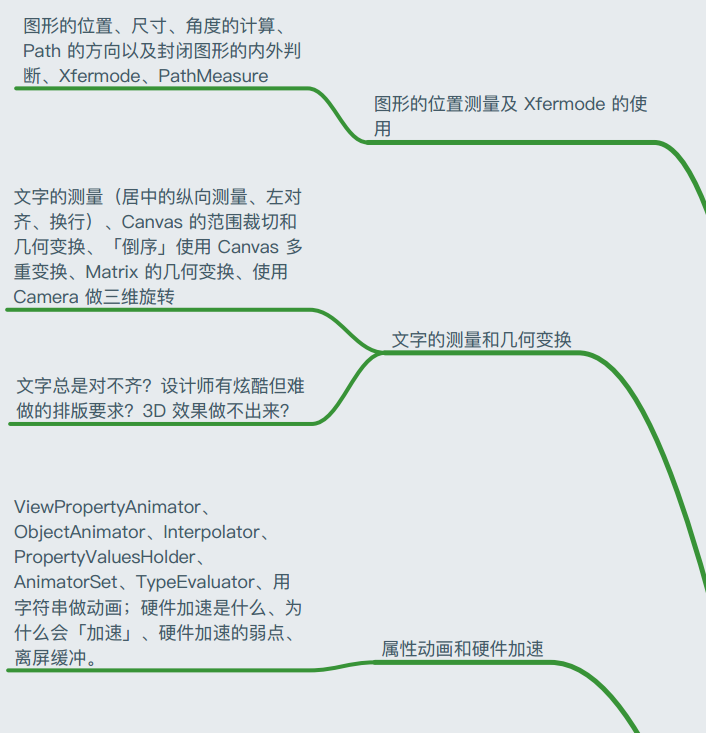 图形的位置、尺寸、角度的计算、
Path 的方向以及封闭图形的内外判
断、Xfermode、PathMeasure
图形的位置测量及 Xfermode 的使
用
文字的测量（居中的纵向测量、左对
齐、换行）、Canvas 的范围裁切和
几何变换、「倒序」使用 Canvas 多
重变换、Matrix 的几何变换、使用
Camera 做三维旋转
文字的测量和几何变换
文字总是对不齐？设计师有炫酷但难
做的排版要求？3D 效果做不出来？
ViewPropertyAnimator、
ObjectAnimator、Interpolator、
PropertyValuesHolder、
AnimatorSet、TypeEvaluator、用
字符串做动画；硬件加速是什么、为
什么会「加速」、硬件加速的弱点、
离屏缓冲。
属性动画和硬件加速